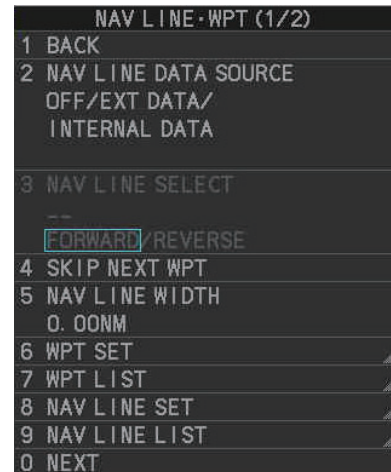 NAV LINE·WPT (1/2)
1 BACK
2 NAV LINE DATA SOURCE
OFF/EXT DATA/
INTERNAL DATA
3 NAV LINE SELECT
--
FORWARD/REVERSE
4 SKIP NEXT WPT
5 NAV LINE WIDTH
0.00NM
6 WPT SET
7 WPT LIST
8 NAV LINE SET
9 NAV LINE LIST
0 NEXT